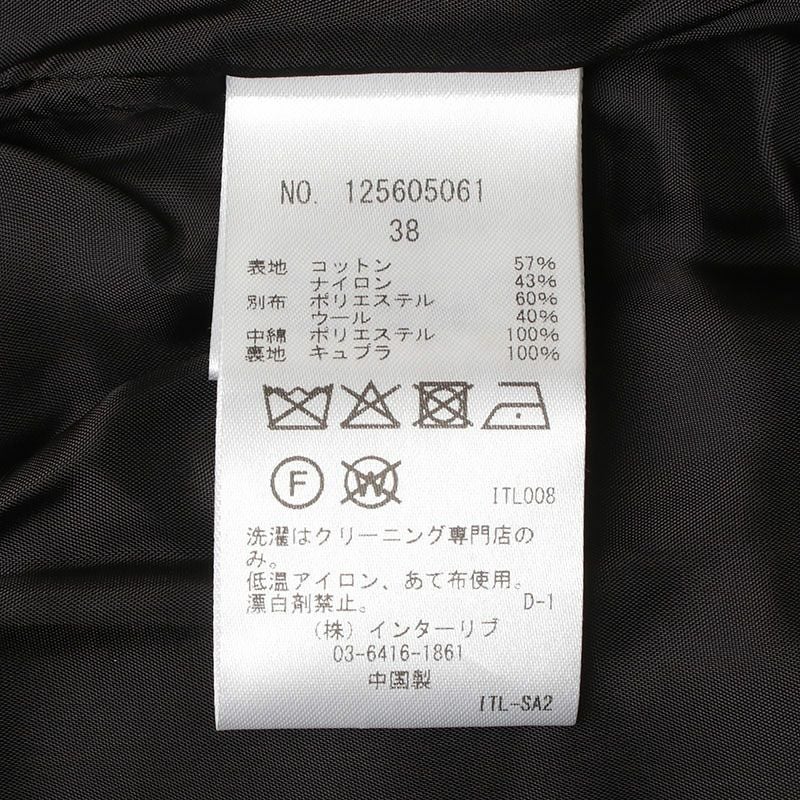 NO. 125605061
38
表地 コットン 57%
ナイロン 43%
別布 ポリエステル 60%
ウール 40%
中綿 ポリエステル 100%
裏地 キュプラ 100%
F W ITL008
洗濯はクリーニング専門店の
み。
低温アイロン、あて布使用。
漂白剤禁止。 D-1
（株）インターリブ
03-6416-1861
中国製
ITL-SA2